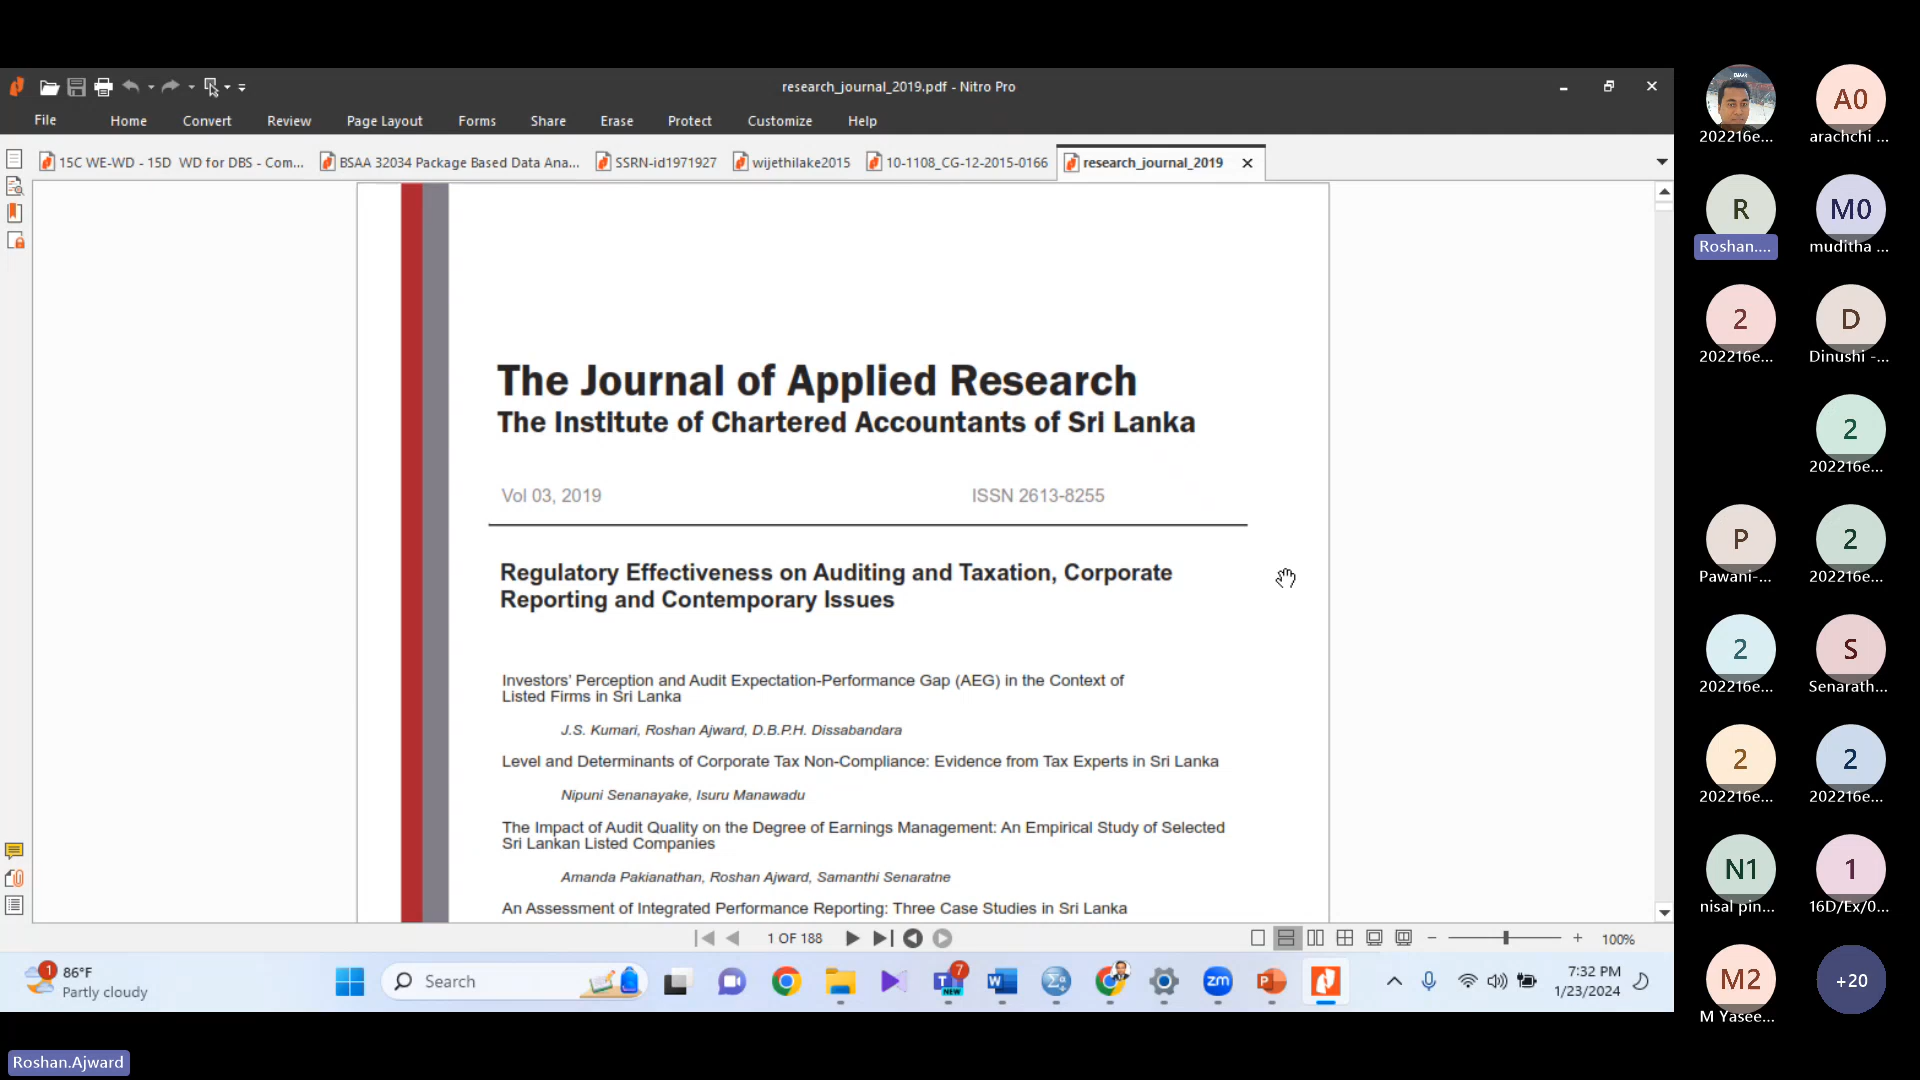 research_journal_2019.pdf - Nitro Pro
File Home Convert Review Page Layout Forms Share Erase Protect Customize Help
15C WE-WD - 15D WD for DBS - Com...
BSAA 32034 Package Based Data Ana...
SSRN-id1971927
wijethilake2015
10-1108_CG-12-2015-0166
research_journal_2019
The Journal of Applied Research
The Institute of Chartered Accountants of Sri Lanka
Vol 03, 2019 ISSN 2613-8255
Regulatory Effectiveness on Auditing and Taxation, Corporate
Reporting and Contemporary Issues
Investors' Perception and Audit Expectation-Performance Gap (AEG) in the Context of
Listed Firms in Sri Lanka
J.S. Kumari, Roshan Ajward, D.B.P.H. Dissabandara
Level and Determinants of Corporate Tax Non-Compliance: Evidence from Tax Experts in Sri Lanka
Nipuni Senanayake, Isuru Manawadu
The Impact of Audit Quality on the Degree of Earnings Management: An Empirical Study of Selected
Sri Lankan Listed Companies
Amanda Pakianathan, Roshan Ajward, Samanthi Senaratne
An Assessment of Integrated Performance Reporting: Three Case Studies in Sri Lanka
1 OF 188
100%
1
86°F
Partly cloudy
Search
7
NEW
zm
7:32 PM
1/23/2024
Roshan.Ajward
202216e...
A0
arachchi ...
R
Roshan....
M0
muditha ...
2
202216e...
D
Dinushi -...
2
202216e...
P
Pawani-...
2
202216e...
2
202216e...
S
Senarath...
2
202216e...
2
202216e...
N1
nisal pin...
1
16D/Ex/0...
M2
M Yasee...
+20